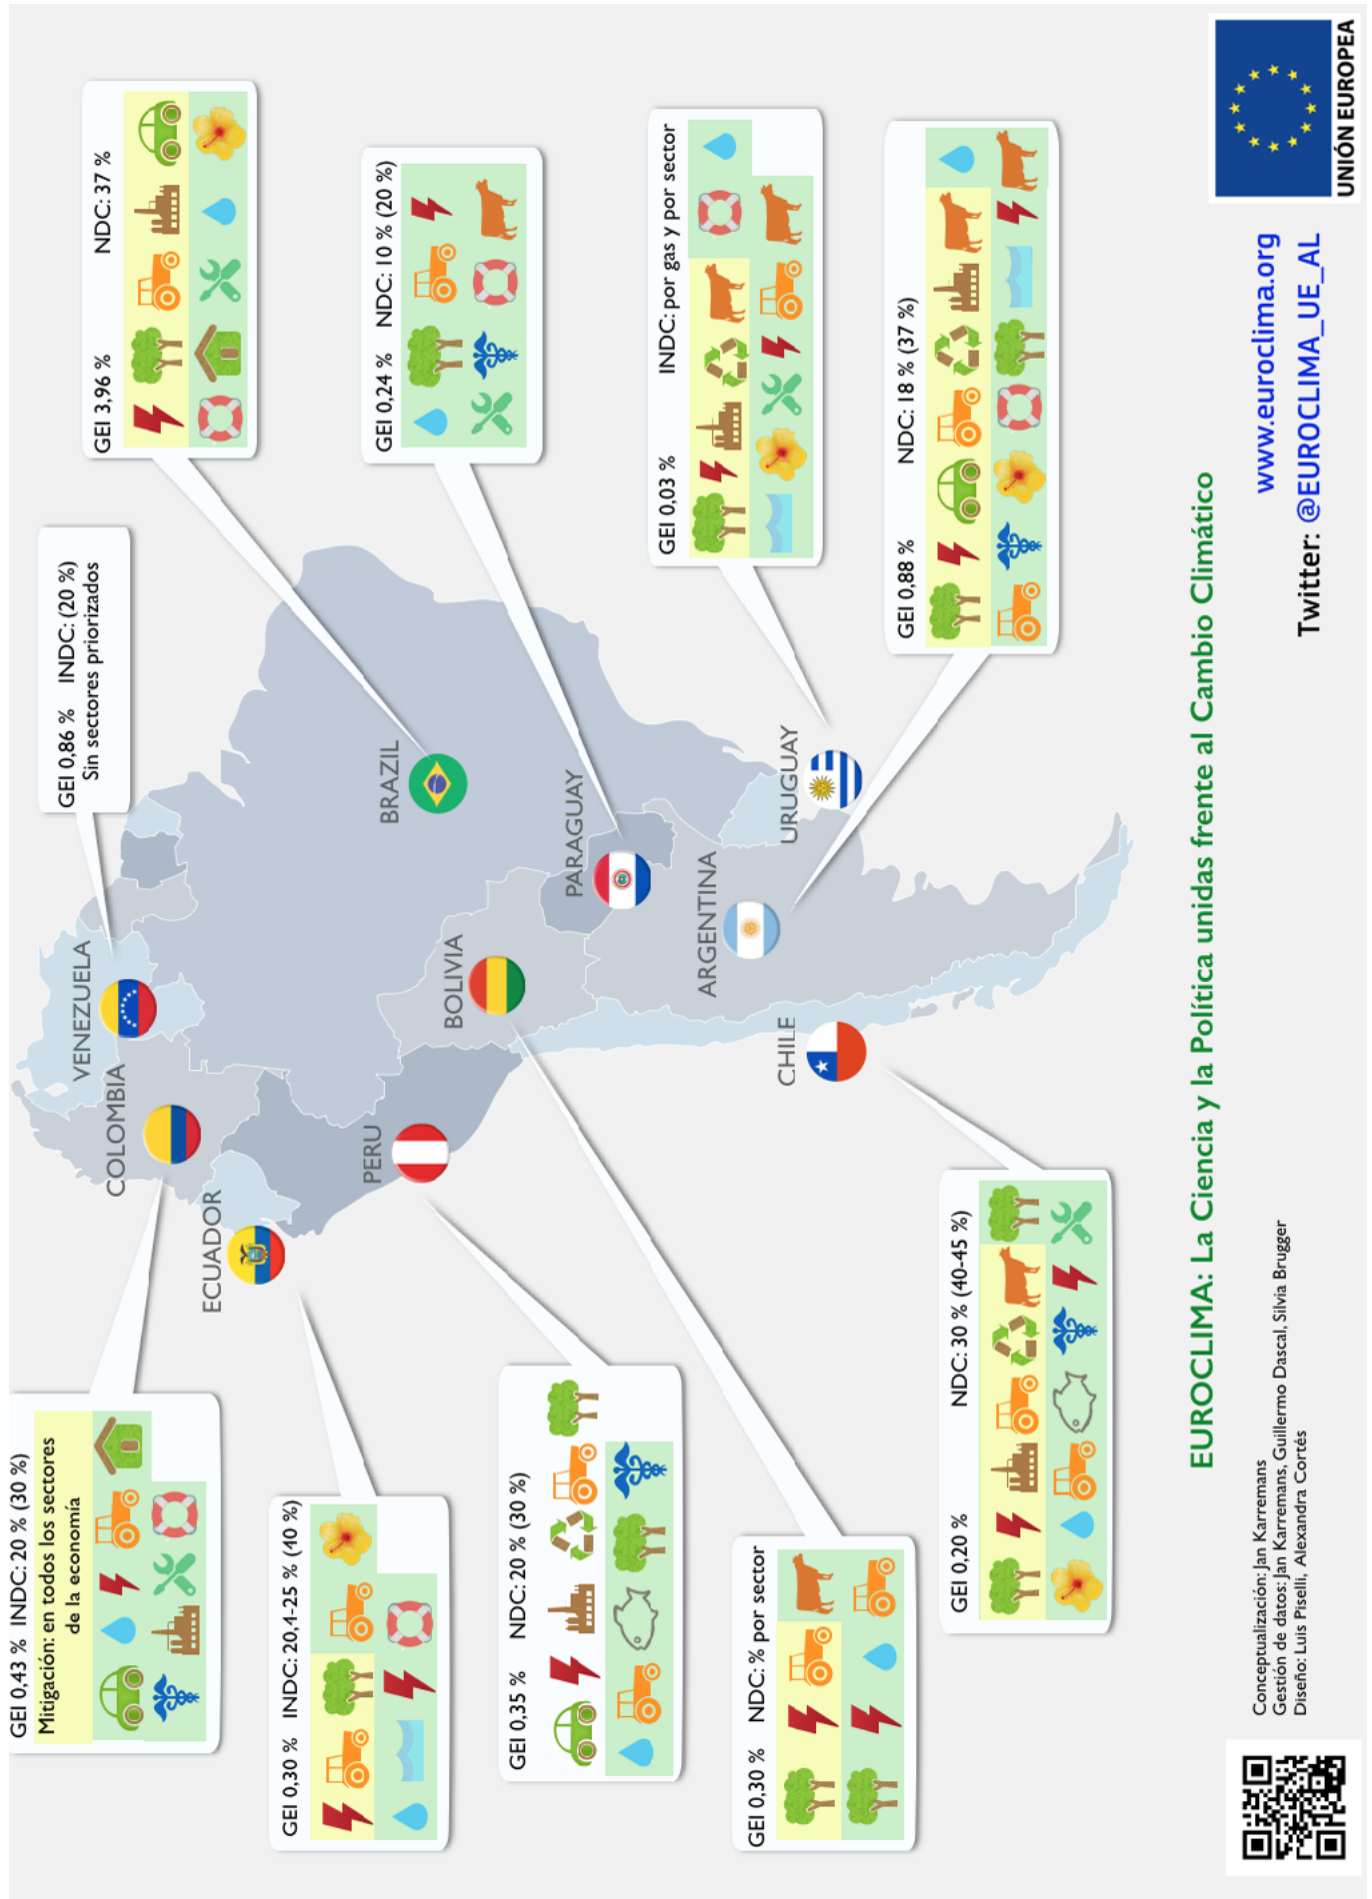 GEI 0,43 % INDC: 20 % (30 %)
Mitigación: en todos los sectores
de la economía
GEI 0,86 % INDC: (20 %)
Sin sectores priorizados
GEI 3,96 % NDC: 37 %
VENEZUELA
COLOMBIA
ECUADOR
GEI 0,30 % INDC: 20,4-25 % (40 %)
BRAZIL
PERU
GEI 0,24 % NDC: 10 % (20 %)
BOLIVIA
PARAGUAY
GEI 0,35 % NDC: 20 % (30 %)
GEI 0,03 % INDC: por gas y por sector
ARGENTINA
URUGUAY
CHILE
GEI 0,30 % NDC: % por sector
GEI 0,88 % NDC: 18 % (37 %)
GEI 0,20 % NDC: 30 % (40-45 %)
EUROCLIMA: La Ciencia y la Política unidas frente al Cambio Climático
Conceptualización: Jan Karremans
Gestión de datos: Jan Karremans, Guillermo Dascal, Silvia Brugger
Diseño: Luis Piselli, Alexandra Cortés
www.euroclima.org
Twitter: @EUROCLIMA_UE_AL
UNIÓN EUROPEA